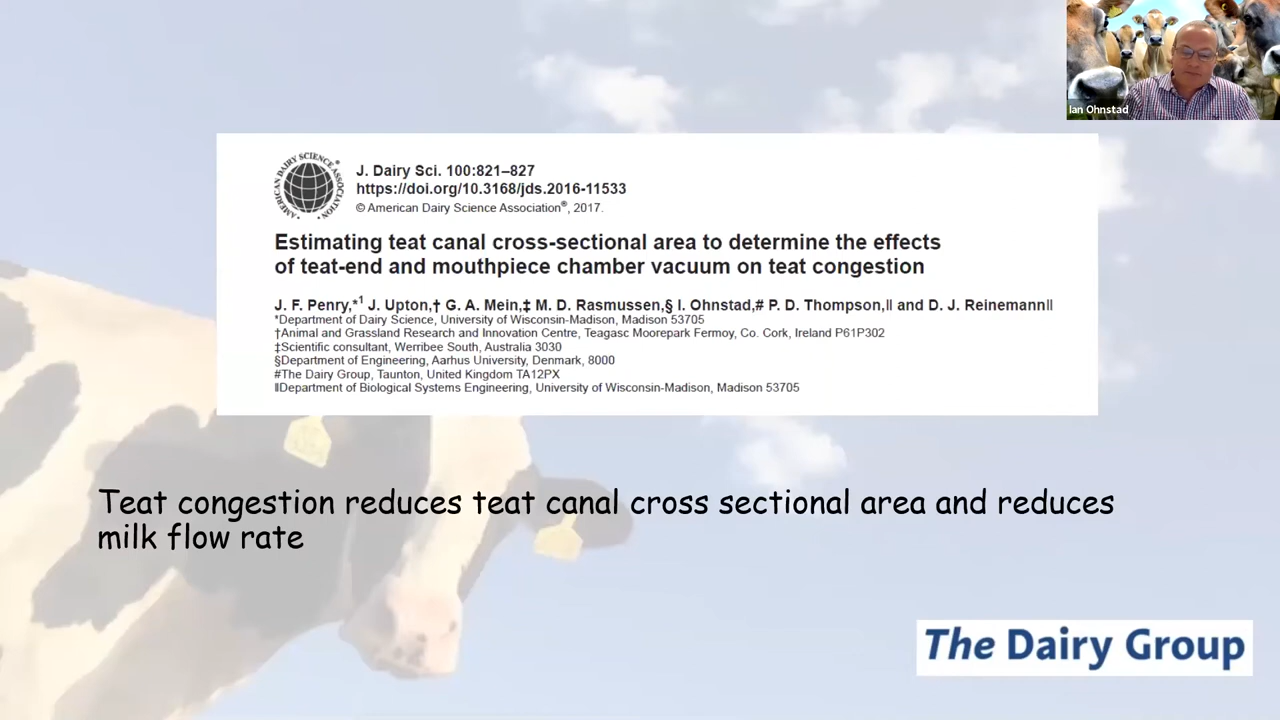 Ian Ohnstad
AMERICAN DAIRY SCIENCE ASSOCIATION®
J. Dairy Sci. 100:821–827
https://doi.org/10.3168/jds.2016-11533
© American Dairy Science Association®, 2017.
Estimating teat canal cross-sectional area to determine the effects
of teat-end and mouthpiece chamber vacuum on teat congestion
J. F. Penry,*1 J. Upton,† G. A. Mein,‡ M. D. Rasmussen,§ I. Ohnstad,# P. D. Thompson,‖ and D. J. Reinemann‖
*Department of Dairy Science, University of Wisconsin-Madison, Madison 53705
†Animal and Grassland Research and Innovation Centre, Teagasc Moorepark Fermoy, Co. Cork, Ireland P61P302
‡Scientific consultant, Werribee South, Australia 3030
§Department of Engineering, Aarhus University, Denmark, 8000
#The Dairy Group, Taunton, United Kingdom TA12PX
‖Department of Biological Systems Engineering, University of Wisconsin-Madison, Madison 53705
Teat congestion reduces teat canal cross sectional area and reduces
milk flow rate
The Dairy Group